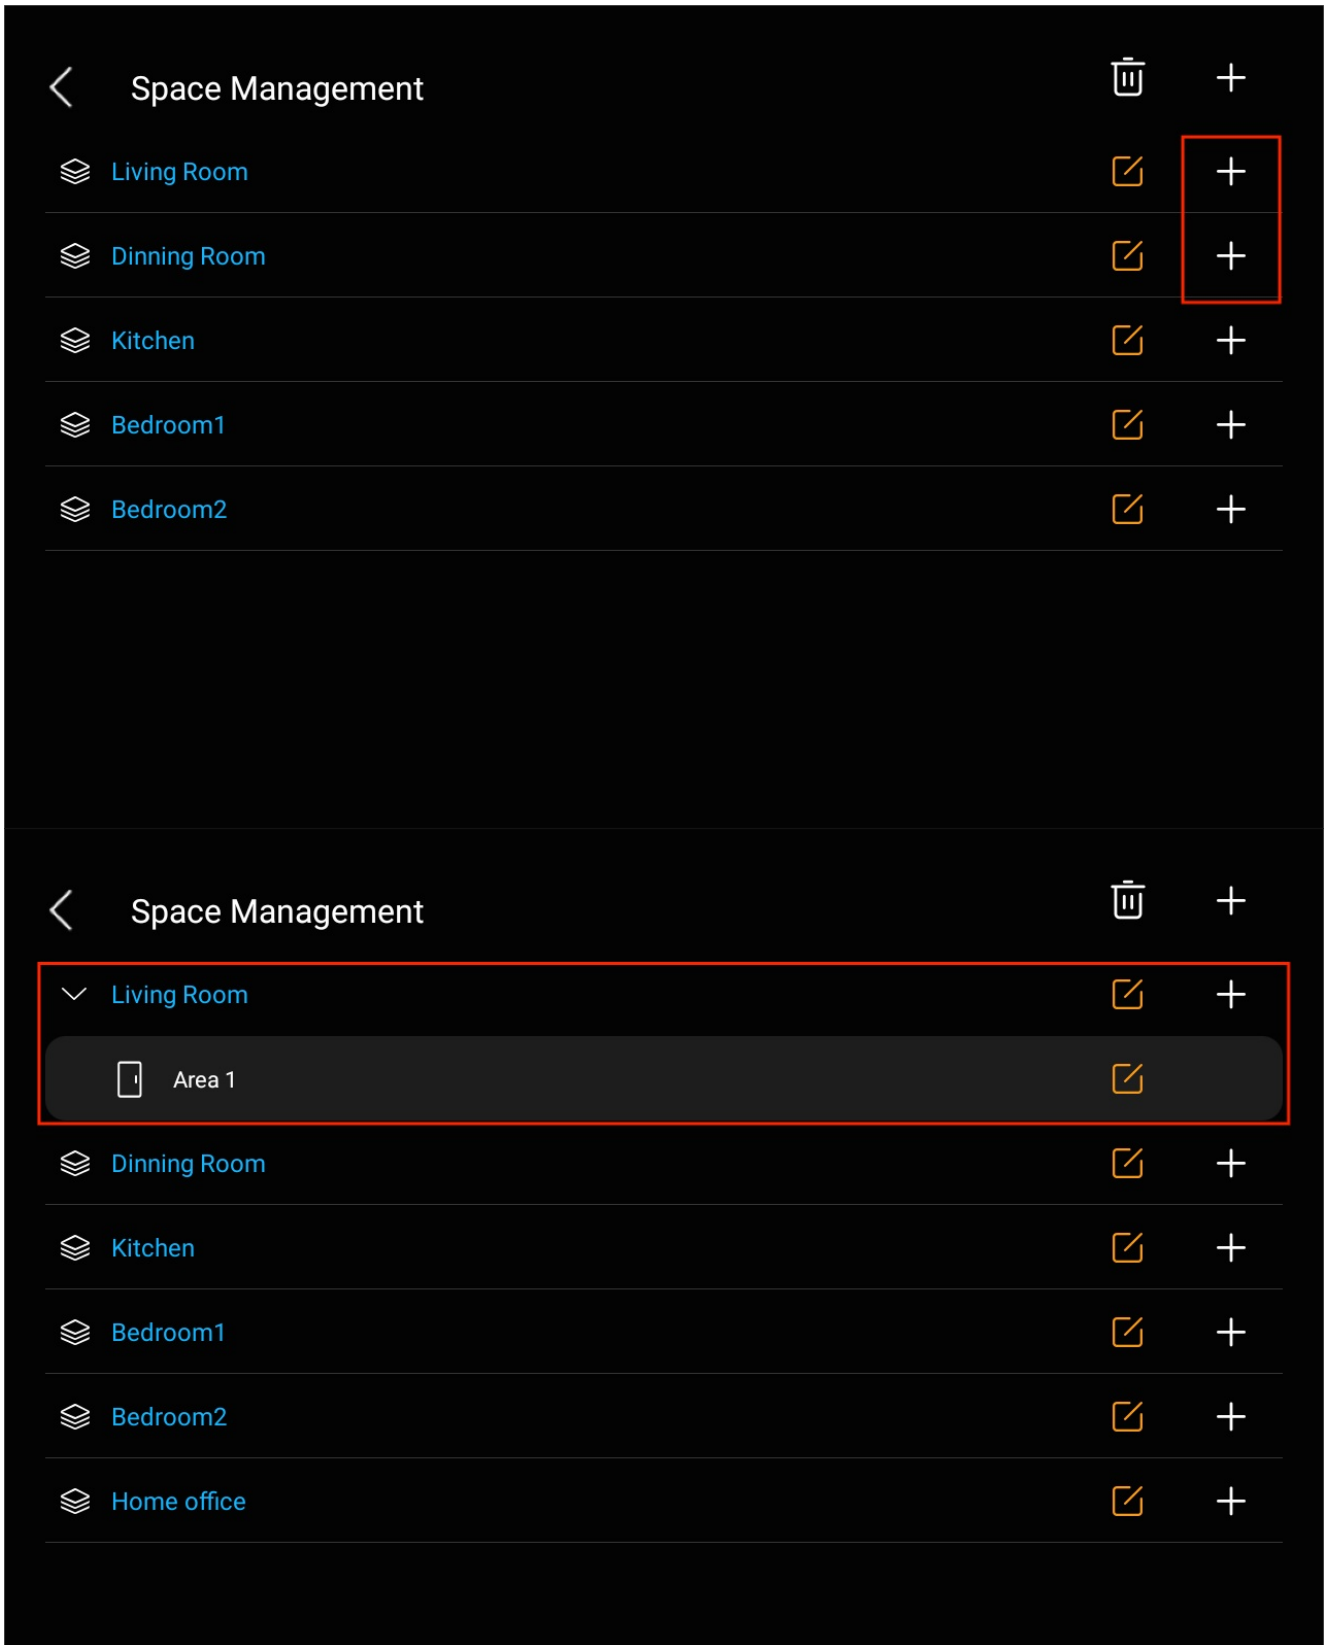 Space Management
Living Room
Dinning Room
Kitchen
Bedroom1
Bedroom2
Space Management
Living Room
Area 1
Dinning Room
Kitchen
Bedroom1
Bedroom2
Home office